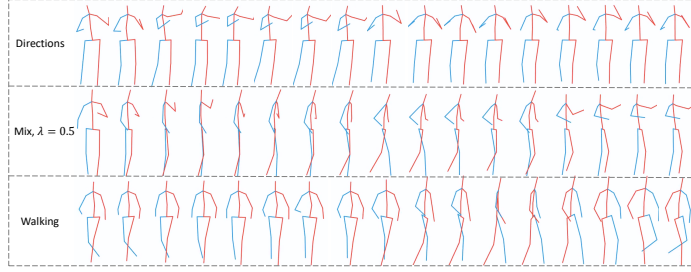 Directions
Mix, λ = 0.5
Walking